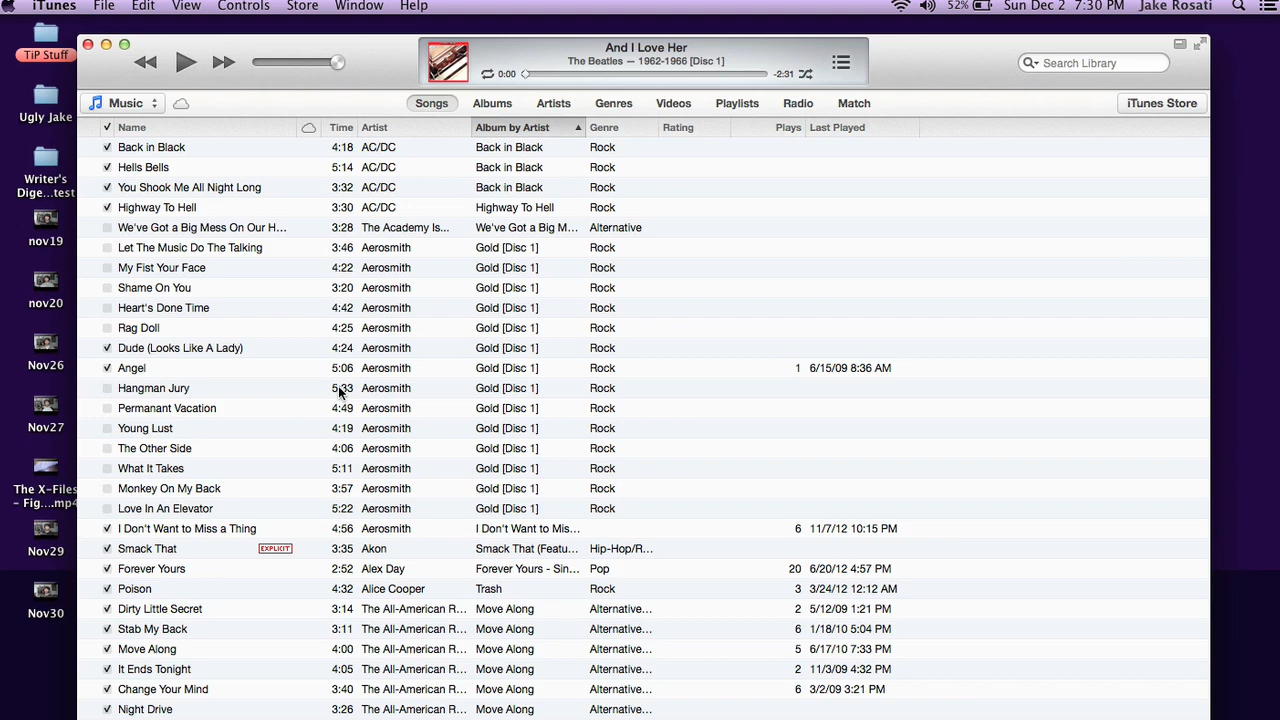 iTunes File Edit View Controls Store Window Help 52% Sun Dec 2 7:30 PM Jake Rosati
TiP Stuff
Ugly Jake
Writer's
Dige...test
nov19
nov20
Nov26
Nov27
The X-Files
- Fig....mp4
Nov29
Nov30
And I Love Her
The Beatles — 1962-1966 [Disc 1]
0:00 -2:31
Search Library
Music Songs Albums Artists Genres Videos Playlists Radio Match iTunes Store
Name Time Artist Album by Artist Genre Rating Plays Last Played
Back in Black 4:18 AC/DC Back in Black Rock
Hells Bells 5:14 AC/DC Back in Black Rock
You Shook Me All Night Long 3:32 AC/DC Back in Black Rock
Highway To Hell 3:30 AC/DC Highway To Hell Rock
We've Got a Big Mess On Our H... 3:28 The Academy Is... We've Got a Big M... Alternative
Let The Music Do The Talking 3:46 Aerosmith Gold [Disc 1] Rock
My Fist Your Face 4:22 Aerosmith Gold [Disc 1] Rock
Shame On You 3:20 Aerosmith Gold [Disc 1] Rock
Heart's Done Time 4:42 Aerosmith Gold [Disc 1] Rock
Rag Doll 4:25 Aerosmith Gold [Disc 1] Rock
Dude (Looks Like A Lady) 4:24 Aerosmith Gold [Disc 1] Rock
Angel 5:06 Aerosmith Gold [Disc 1] Rock 1 6/15/09 8:36 AM
Hangman Jury 5:33 Aerosmith Gold [Disc 1] Rock
Permanant Vacation 4:49 Aerosmith Gold [Disc 1] Rock
Young Lust 4:19 Aerosmith Gold [Disc 1] Rock
The Other Side 4:06 Aerosmith Gold [Disc 1] Rock
What It Takes 5:11 Aerosmith Gold [Disc 1] Rock
Monkey On My Back 3:57 Aerosmith Gold [Disc 1] Rock
Love In An Elevator 5:22 Aerosmith Gold [Disc 1] Rock
I Don't Want to Miss a Thing 4:56 Aerosmith I Don't Want to Mis... Rock 6 11/7/12 10:15 PM
Smack That EXPLICIT 3:35 Akon Smack That (Featu... Hip-Hop/R...
Forever Yours 2:52 Alex Day Forever Yours - Sin... Pop 20 6/20/12 4:57 PM
Poison 4:32 Alice Cooper Trash Rock 3 3/24/12 12:12 AM
Dirty Little Secret 3:14 The All-American R... Move Along Alternative... 2 5/12/09 1:21 PM
Stab My Back 3:11 The All-American R... Move Along Alternative... 6 1/18/10 5:04 PM
Move Along 4:00 The All-American R... Move Along Alternative... 5 6/17/10 7:33 PM
It Ends Tonight 4:05 The All-American R... Move Along Alternative... 2 11/3/09 4:32 PM
Change Your Mind 3:40 The All-American R... Move Along Alternative... 6 3/2/09 3:21 PM
Night Drive 3:26 The All-American R... Move Along Alternative...